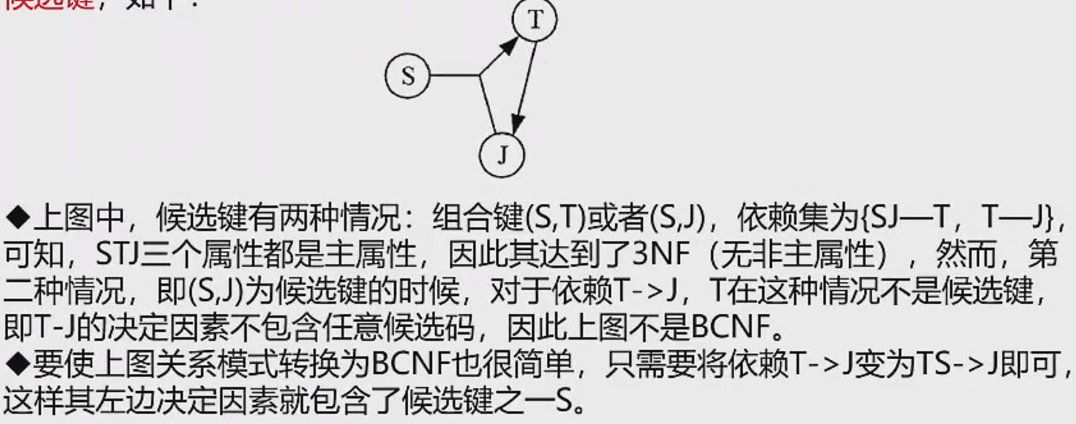 候选键，如下：
S
T
J
◆上图中，候选键有两种情况：组合键(S,T)或者(S,J)，依赖集为{SJ—T，T—J},
可知，STJ三个属性都是主属性，因此其达到了3NF（无非主属性），然而，第
二种情况，即(S,J)为候选键的时候，对于依赖T->J，T在这种情况不是候选键，
即T-J的决定因素不包含任意候选码，因此上图不是BCNF。
◆要使上图关系模式转换为BCNF也很简单，只需要将依赖T->J变为TS->J即可，
这样其左边决定因素就包含了候选键之一S。